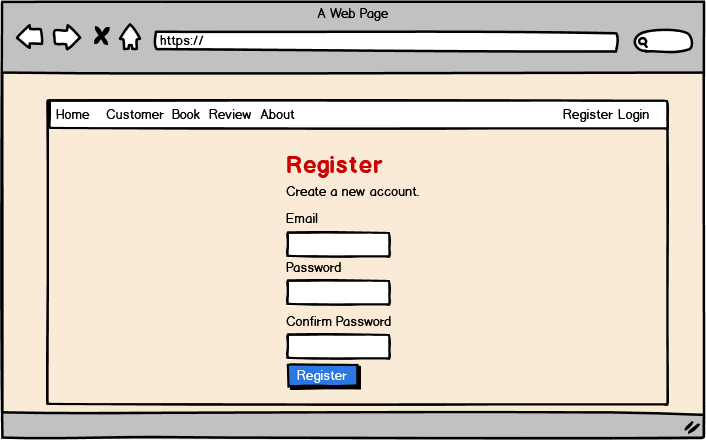 A Web Page
https://
Home Customer Book Review About Register Login
Register
Create a new account.
Email
Password
Confirm Password
Register